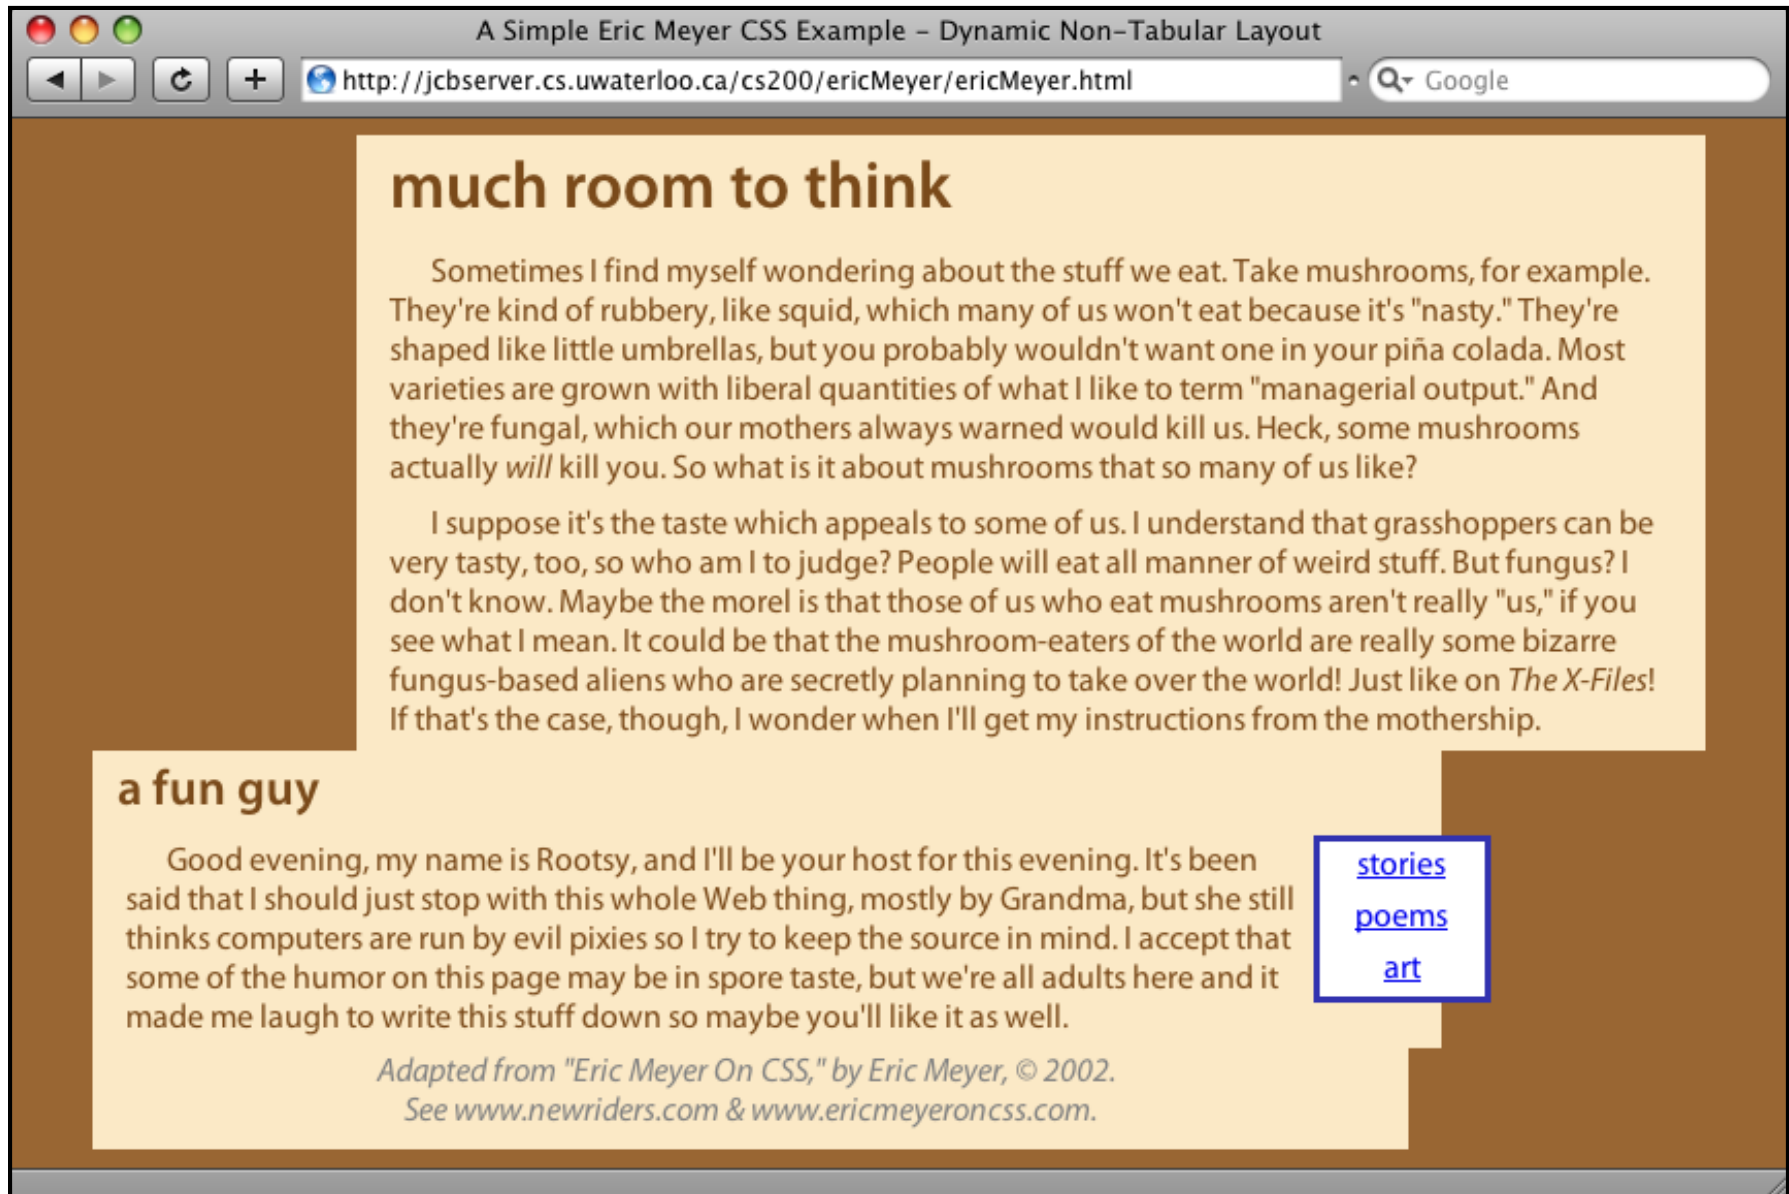 A Simple Eric Meyer CSS Example – Dynamic Non-Tabular Layout
http://jcbserver.cs.uwaterloo.ca/cs200/ericMeyer/ericMeyer.html
Google
much room to think
Sometimes I find myself wondering about the stuff we eat. Take mushrooms, for example.
They're kind of rubbery, like squid, which many of us won't eat because it's "nasty." They're
shaped like little umbrellas, but you probably wouldn't want one in your piña colada. Most
varieties are grown with liberal quantities of what I like to term "managerial output." And
they're fungal, which our mothers always warned would kill us. Heck, some mushrooms
actually will kill you. So what is it about mushrooms that so many of us like?
I suppose it's the taste which appeals to some of us. I understand that grasshoppers can be
very tasty, too, so who am I to judge? People will eat all manner of weird stuff. But fungus? I
don't know. Maybe the morel is that those of us who eat mushrooms aren't really "us," if you
see what I mean. It could be that the mushroom-eaters of the world are really some bizarre
fungus-based aliens who are secretly planning to take over the world! Just like on The X-Files!
If that's the case, though, I wonder when I'll get my instructions from the mothership.
a fun guy
Good evening, my name is Rootsy, and I'll be your host for this evening. It's been
said that I should just stop with this whole Web thing, mostly by Grandma, but she still
thinks computers are run by evil pixies so I try to keep the source in mind. I accept that
some of the humor on this page may be in spore taste, but we're all adults here and it
made me laugh to write this stuff down so maybe you'll like it as well.
stories
poems
art
Adapted from "Eric Meyer On CSS," by Eric Meyer, © 2002.
See www.newriders.com & www.ericmeyeroncss.com.